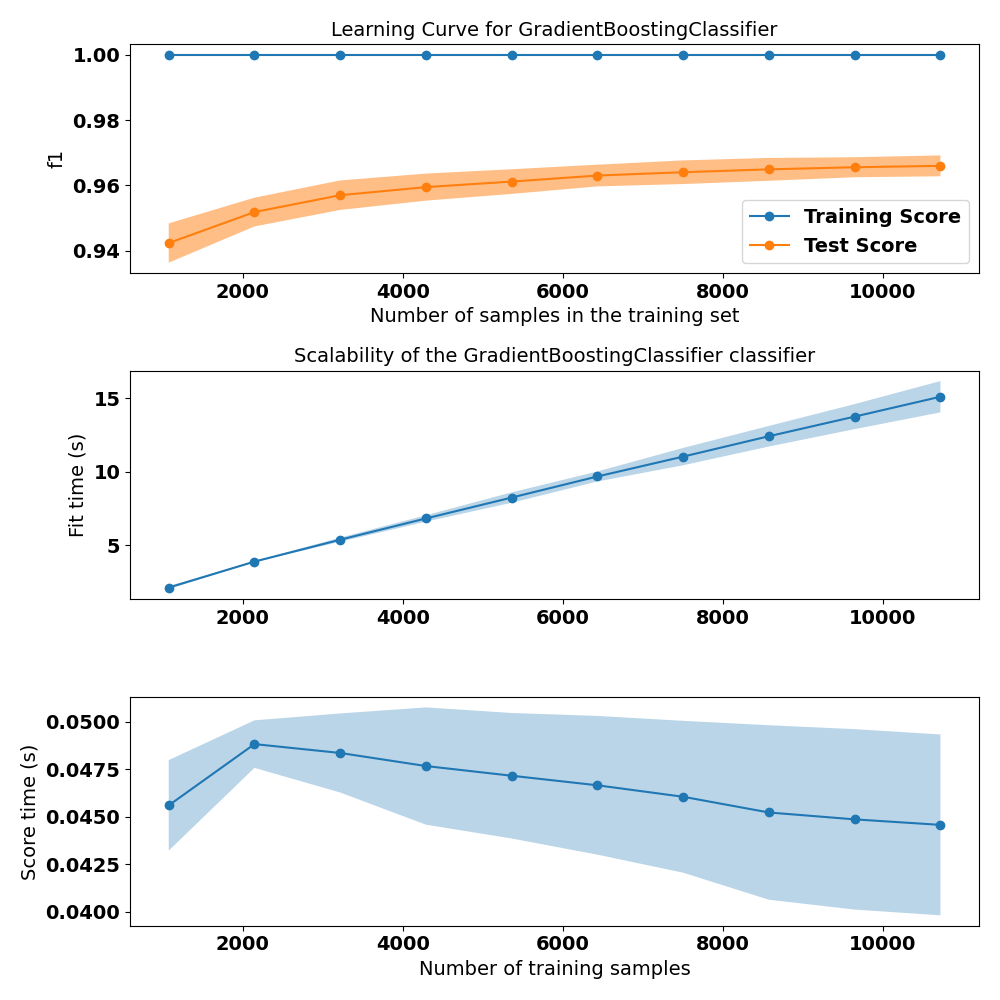 Learning Curve for GradientBoostingClassifier
1.00
0.98
0.96
0.94
f1
Training Score
Test Score
2000 4000 6000 8000 10000
Number of samples in the training set
Scalability of the GradientBoostingClassifier classifier
15
10
5
Fit time (s)
2000 4000 6000 8000 10000
0.0500
0.0475
0.0450
0.0425
0.0400
Score time (s)
2000 4000 6000 8000 10000
Number of training samples